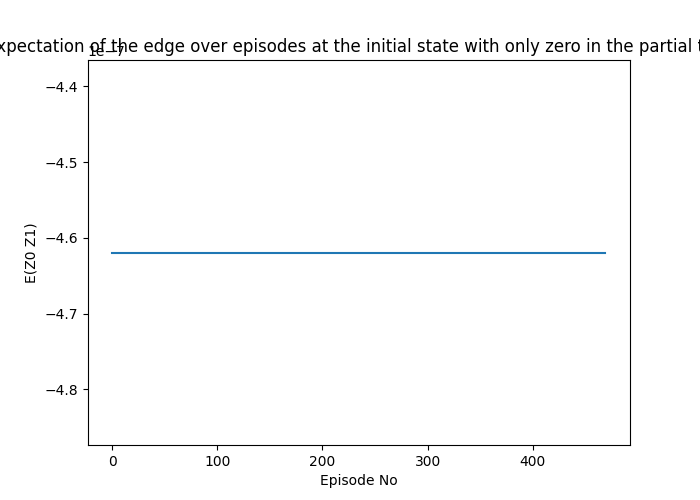 xpectation of the edge over episodes at the initial state with only zero in the partial t
1e−7
−4.4
−4.5
−4.6
−4.7
−4.8
E(Z0 Z1)
0 100 200 300 400
Episode No